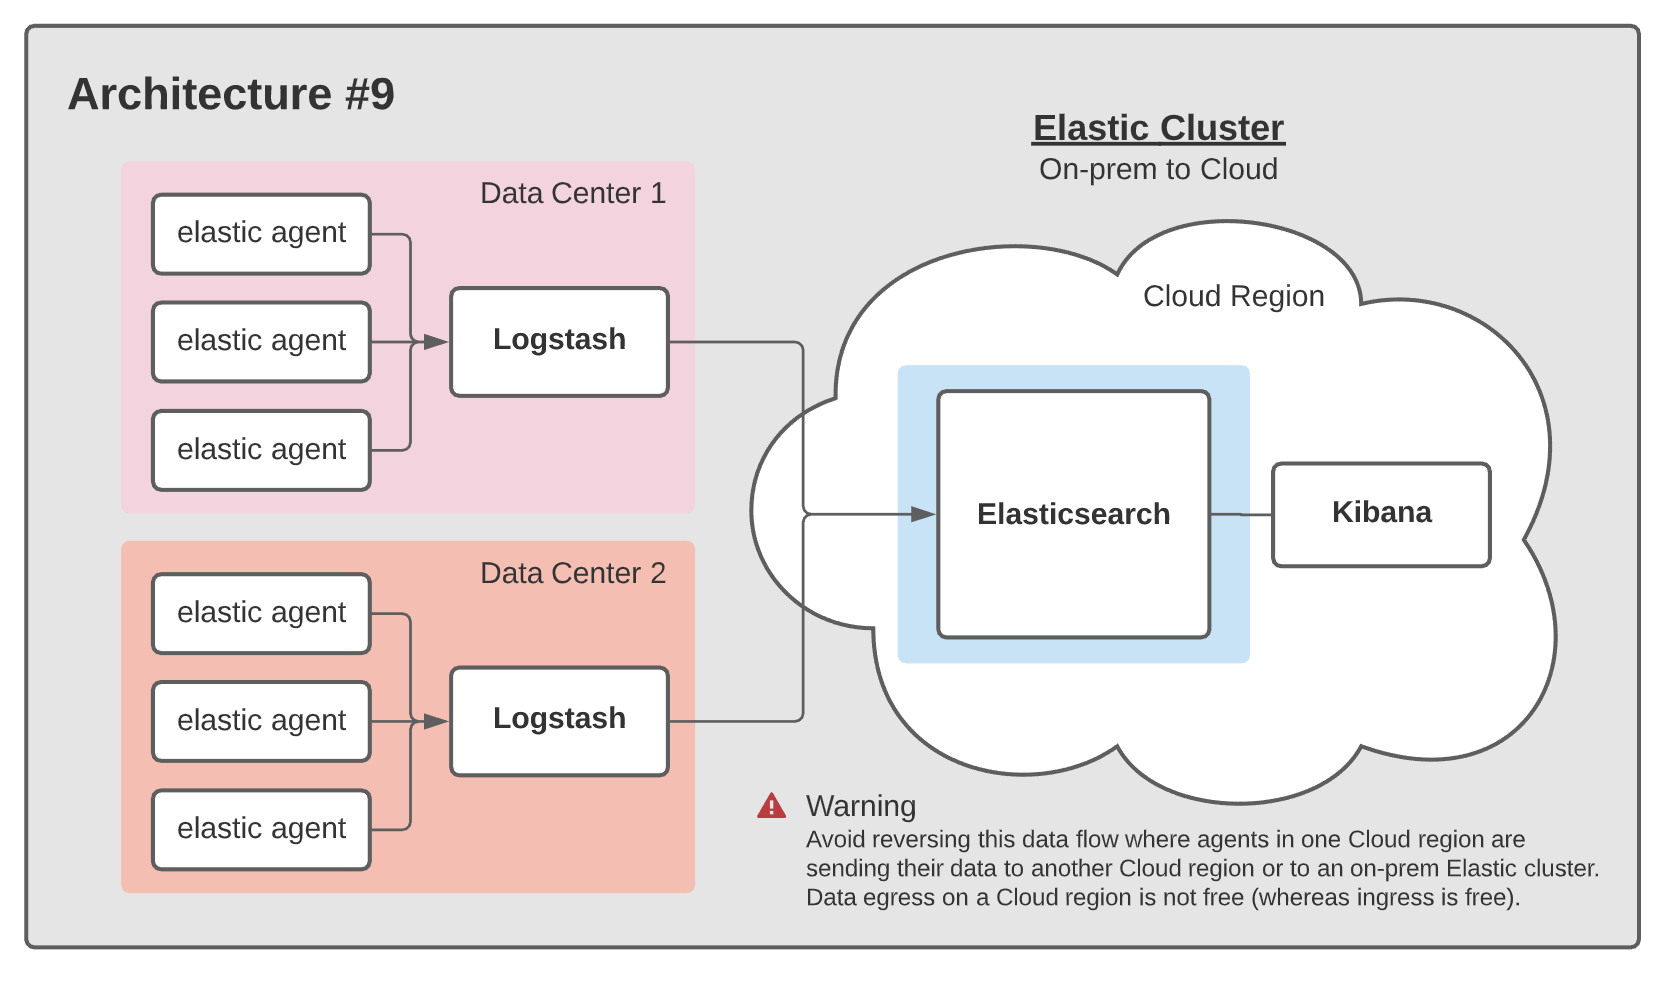 Architecture #9
Elastic Cluster
On-prem to Cloud
Data Center 1
elastic agent
elastic agent
elastic agent
Logstash
Data Center 2
elastic agent
elastic agent
elastic agent
Logstash
Cloud Region
Elasticsearch
Kibana
Warning
Avoid reversing this data flow where agents in one Cloud region are
sending their data to another Cloud region or to an on-prem Elastic cluster.
Data egress on a Cloud region is not free (whereas ingress is free).